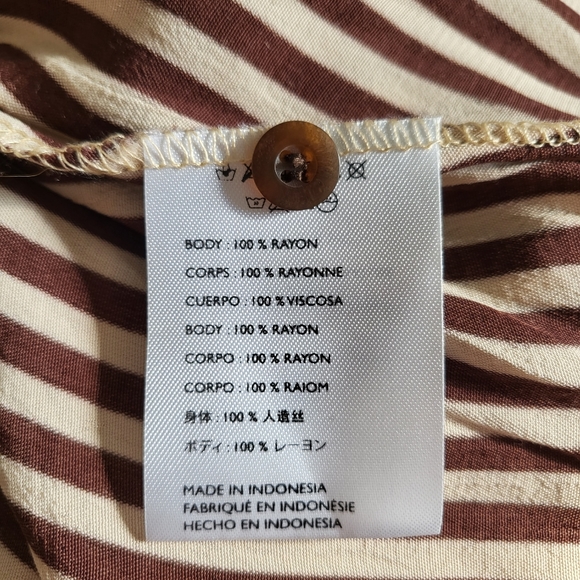 BODY : 100 % RAYON
CORPS : 100 % RAYONNE
CUERPO : 100 % VISCOSA
BODY : 100 % RAYON
CORPO : 100 % RAYON
CORPO : 100 % RAIOM
身体 : 100 % 人遗丝
ボディ : 100 % レーヨン
MADE IN INDONESIA
FABRIQUÉ EN INDONÉSIE
HECHO EN INDONESIA